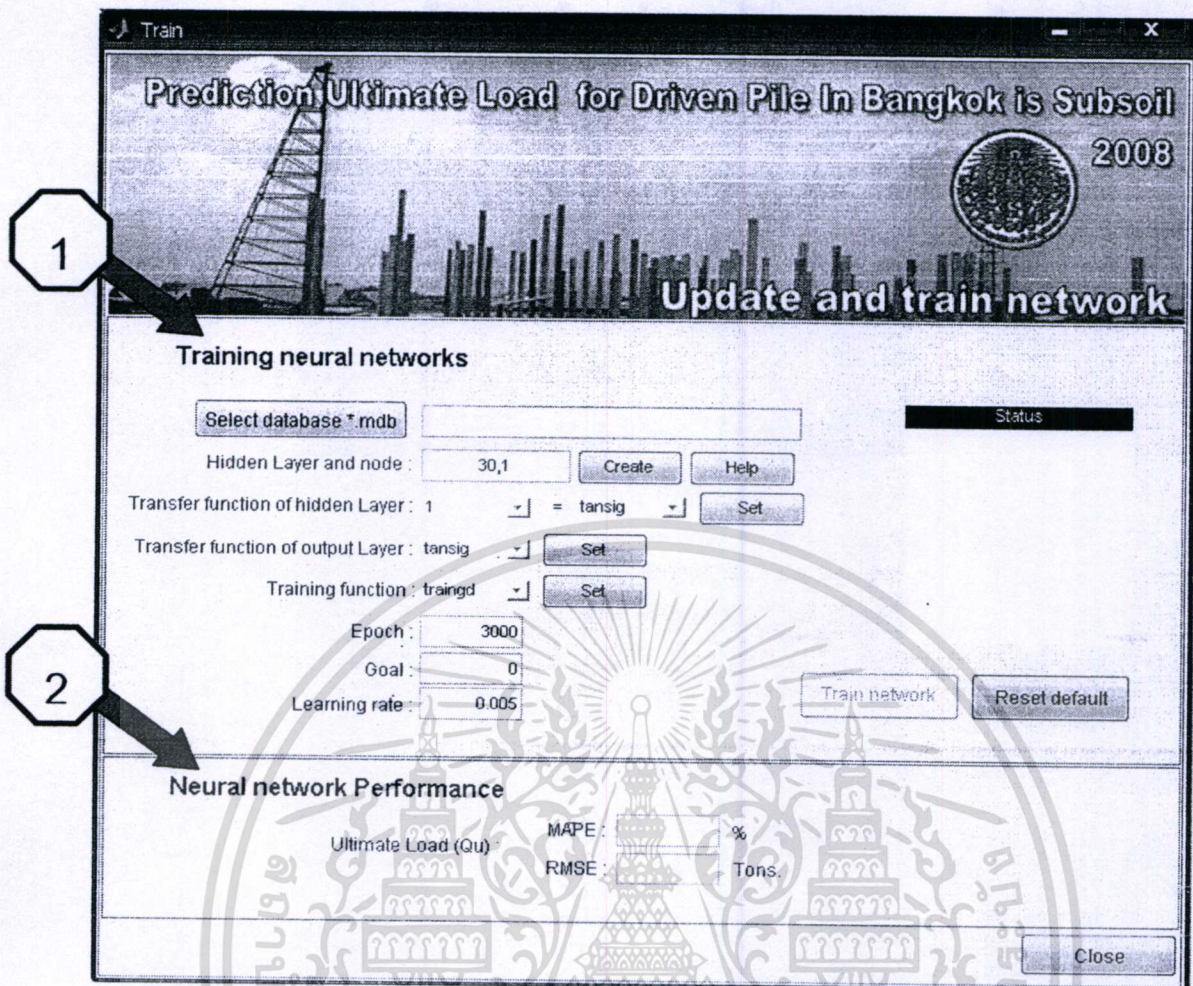 Train
Prediction Ultimate Load for Driven Pile In Bangkok is Subsoil
2008
Update and train network
1
Training neural networks
Select database *.mdb
Status
Hidden Layer and node : 30,1 Create Help
Transfer function of hidden Layer : 1 = tansig Set
Transfer function of output Layer : tansig Set
Training function : traingd Set
Epoch : 3000
Goal : 0
Learning rate : 0.005
Train network Reset default
2
Neural network Performance
Ultimate Load (Qu) :
MAPE : %
RMSE : Tons.
Close